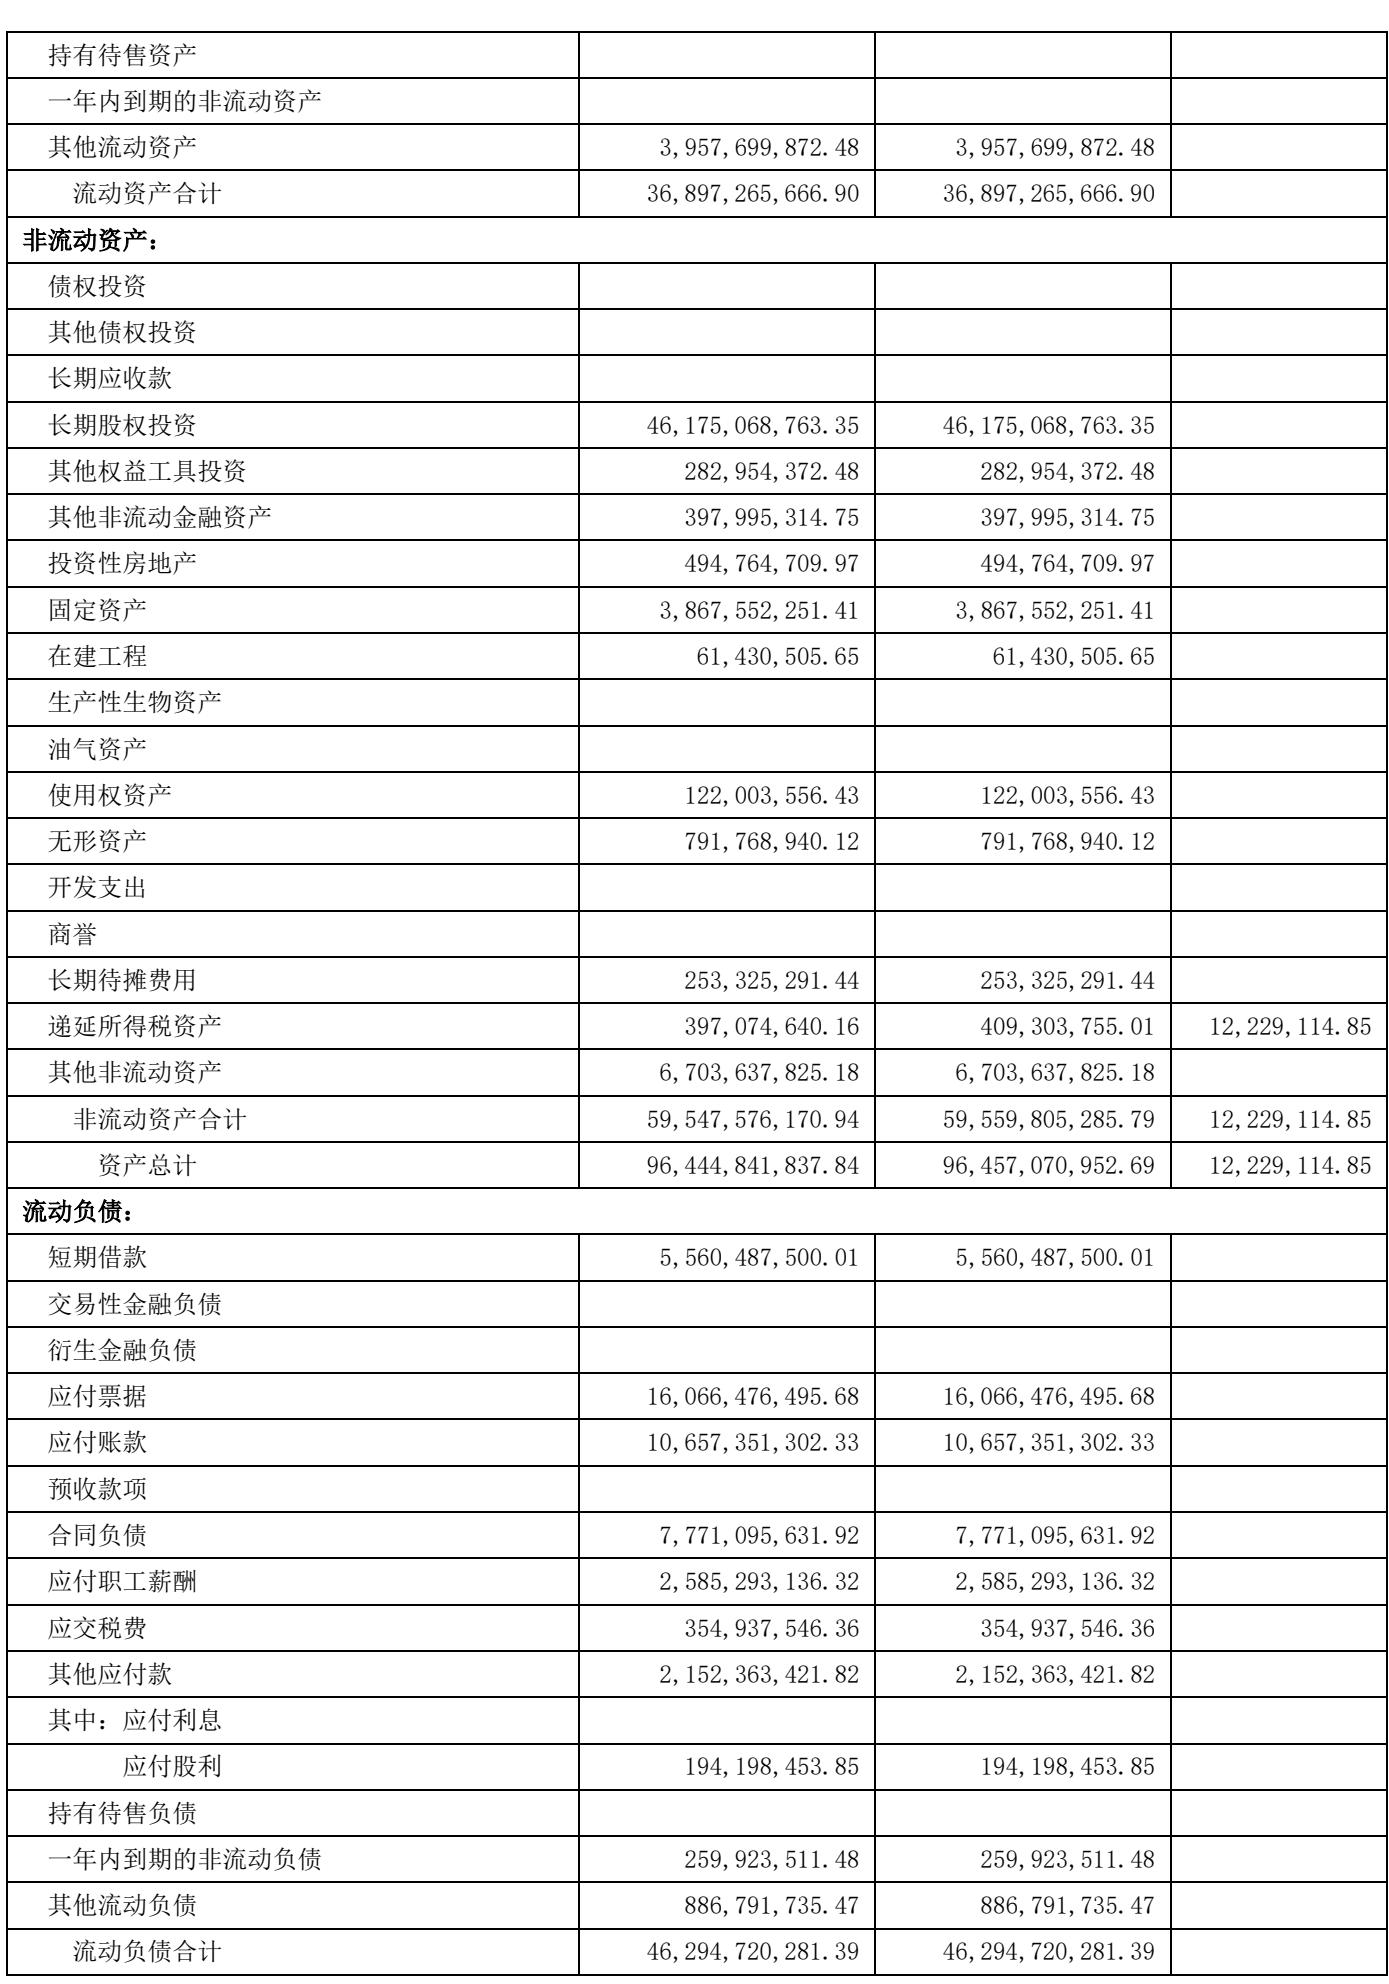 持有待售资产
一年内到期的非流动资产
其他流动资产 3,957,699,872.48 3,957,699,872.48
流动资产合计 36,897,265,666.90 36,897,265,666.90
非流动资产：
债权投资
其他债权投资
长期应收款
长期股权投资 46,175,068,763.35 46,175,068,763.35
其他权益工具投资 282,954,372.48 282,954,372.48
其他非流动金融资产 397,995,314.75 397,995,314.75
投资性房地产 494,764,709.97 494,764,709.97
固定资产 3,867,552,251.41 3,867,552,251.41
在建工程 61,430,505.65 61,430,505.65
生产性生物资产
油气资产
使用权资产 122,003,556.43 122,003,556.43
无形资产 791,768,940.12 791,768,940.12
开发支出
商誉
长期待摊费用 253,325,291.44 253,325,291.44
递延所得税资产 397,074,640.16 409,303,755.01 12,229,114.85
其他非流动资产 6,703,637,825.18 6,703,637,825.18
非流动资产合计 59,547,576,170.94 59,559,805,285.79 12,229,114.85
资产总计 96,444,841,837.84 96,457,070,952.69 12,229,114.85
流动负债：
短期借款 5,560,487,500.01 5,560,487,500.01
交易性金融负债
衍生金融负债
应付票据 16,066,476,495.68 16,066,476,495.68
应付账款 10,657,351,302.33 10,657,351,302.33
预收款项
合同负债 7,771,095,631.92 7,771,095,631.92
应付职工薪酬 2,585,293,136.32 2,585,293,136.32
应交税费 354,937,546.36 354,937,546.36
其他应付款 2,152,363,421.82 2,152,363,421.82
其中：应付利息
应付股利 194,198,453.85 194,198,453.85
持有待售负债
一年内到期的非流动负债 259,923,511.48 259,923,511.48
其他流动负债 886,791,735.47 886,791,735.47
流动负债合计 46,294,720,281.39 46,294,720,281.39